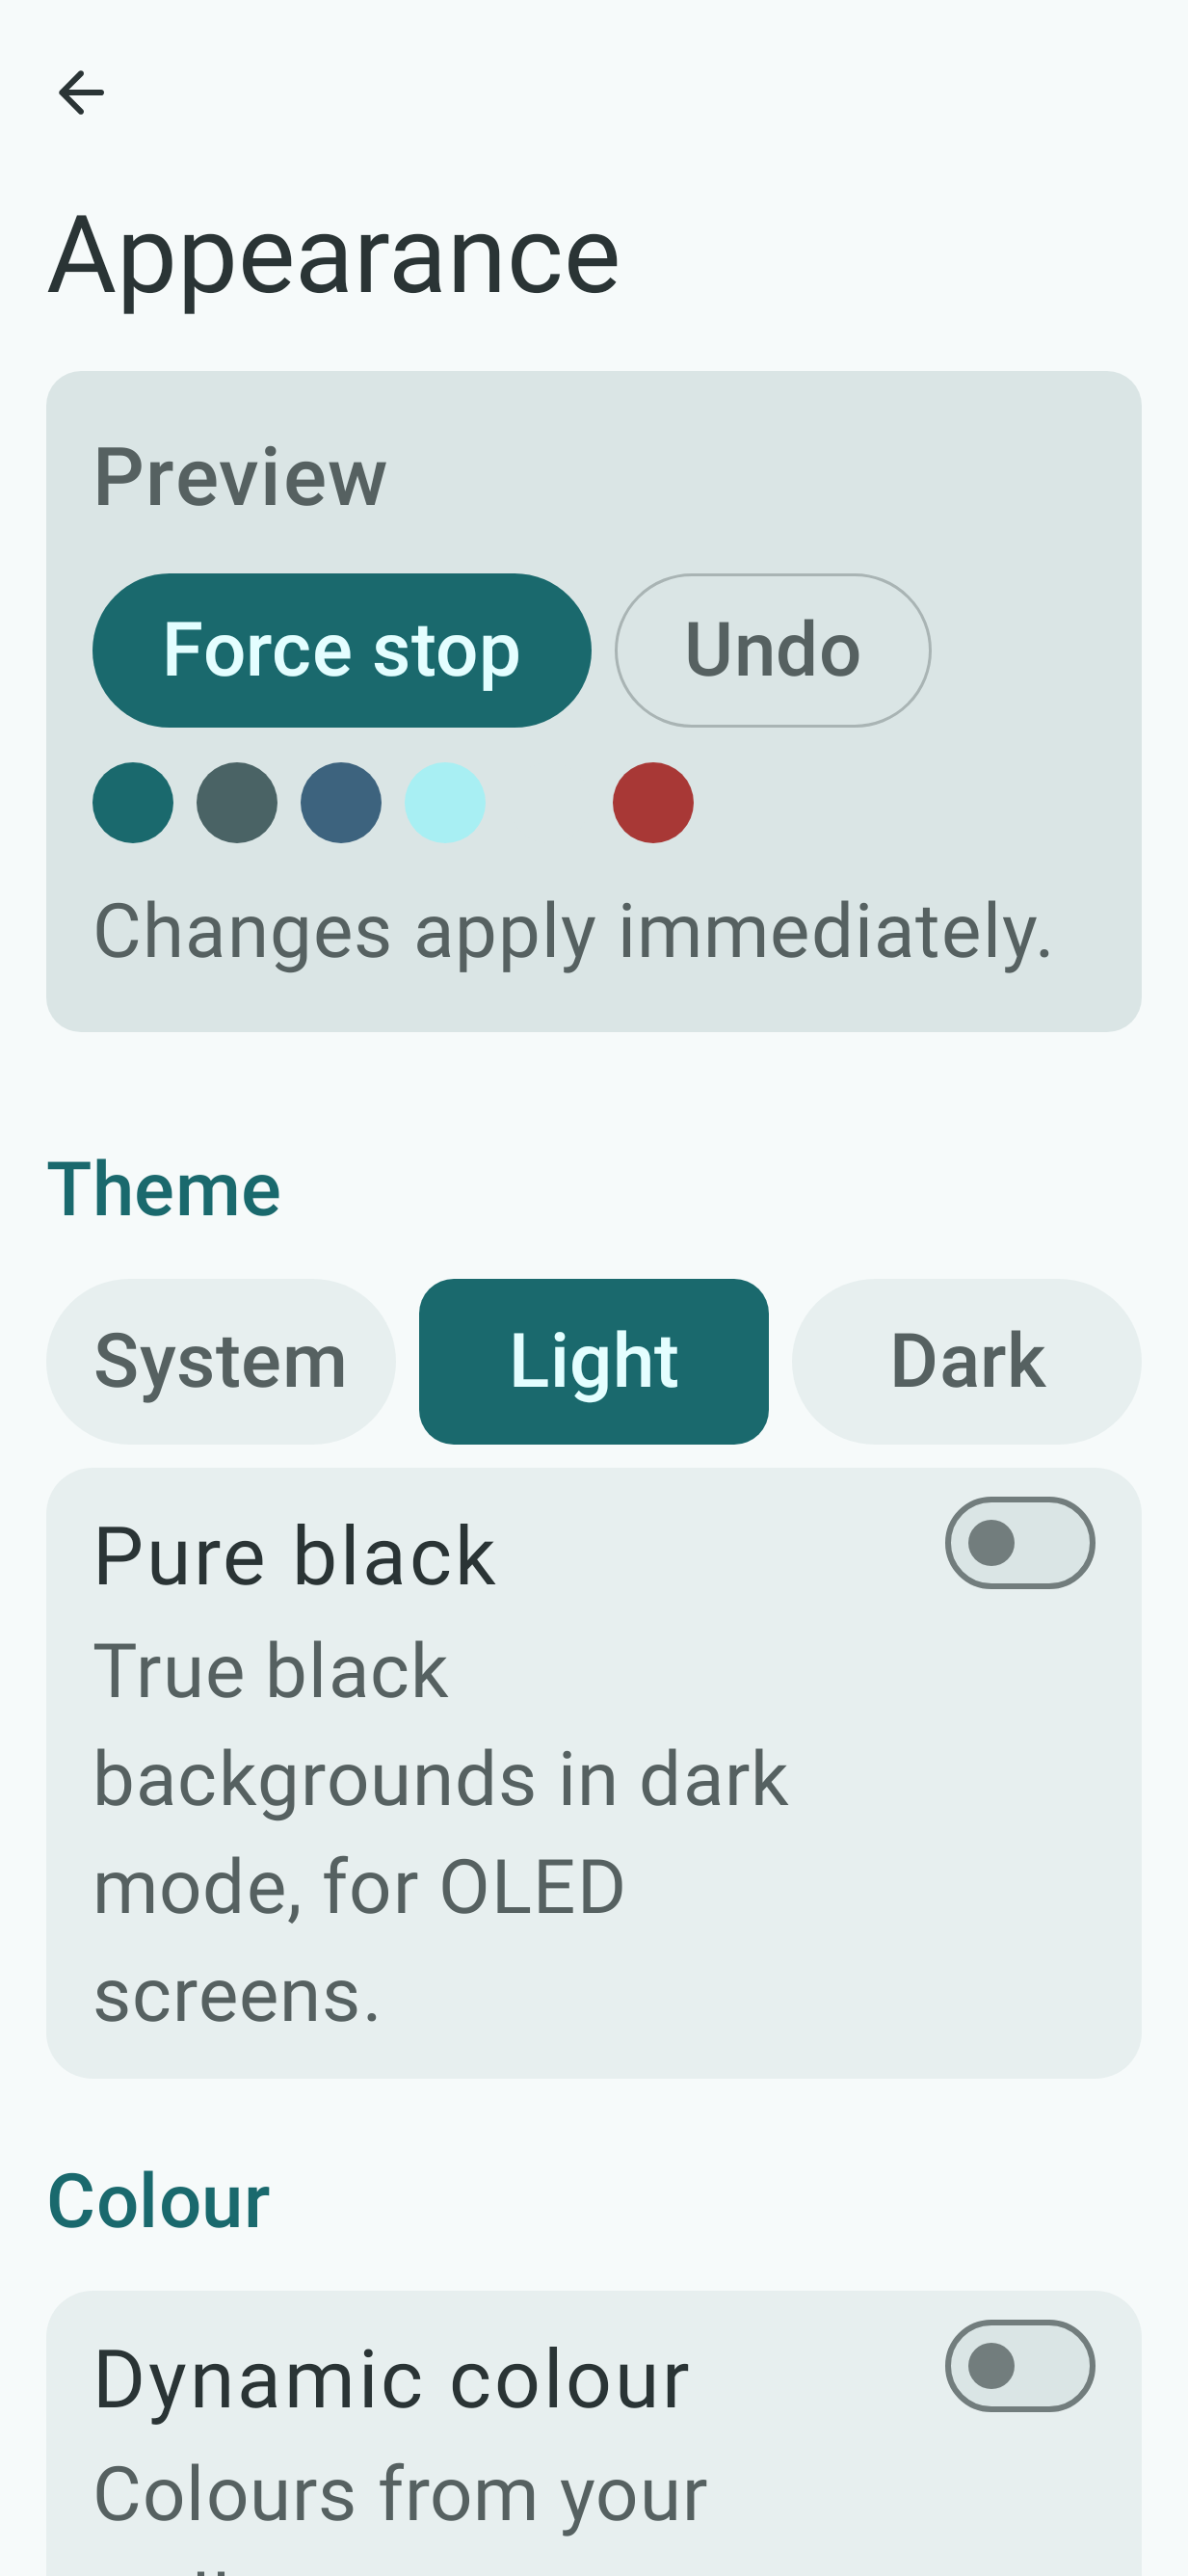 Appearance
Preview
Force stop
Undo
Changes apply immediately.
Theme
System
Light
Dark
Pure black
True black
backgrounds in dark
mode, for OLED
screens.
Colour
Dynamic colour
Colours from your